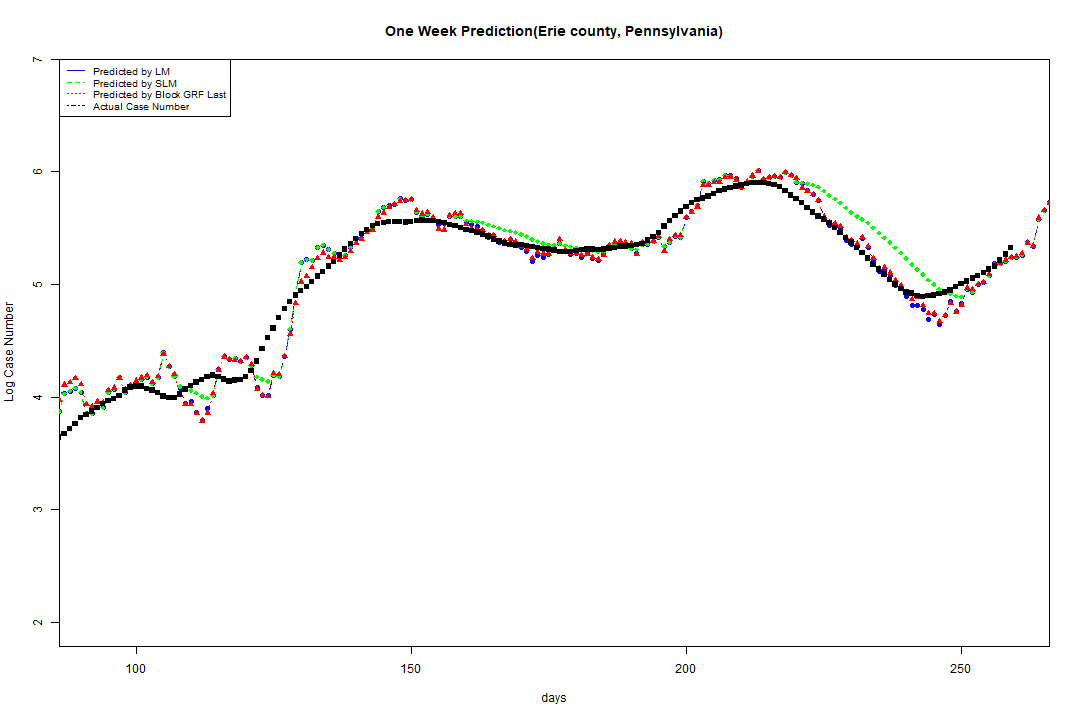 One Week Prediction(Erie county, Pennsylvania)
Predicted by LM
Predicted by SLM
Predicted by Block GRF Last
Actual Case Number
7
6
5
4
3
2
Log Case Number
100 150 200 250
days